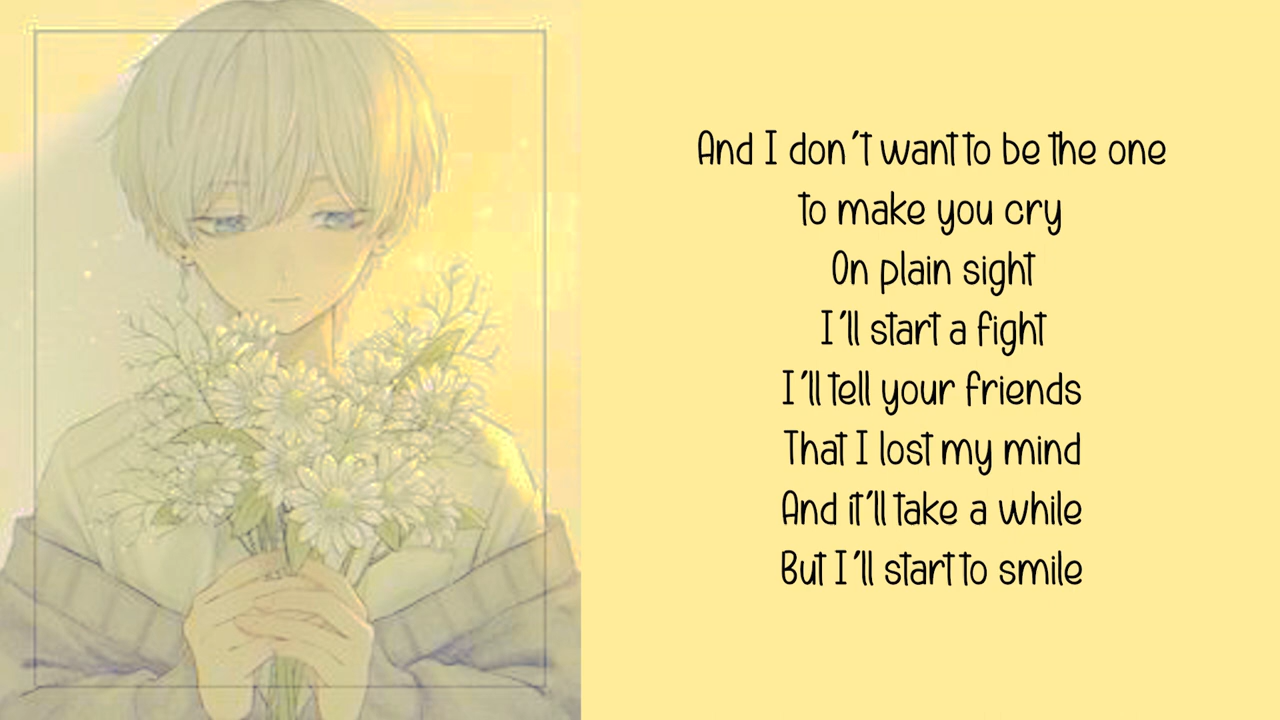 And I don't want to be the one
to make you cry
On plain sight
I'll start a fight
I'll tell your friends
That I lost my mind
And it'll take a while
But I'll start to smile